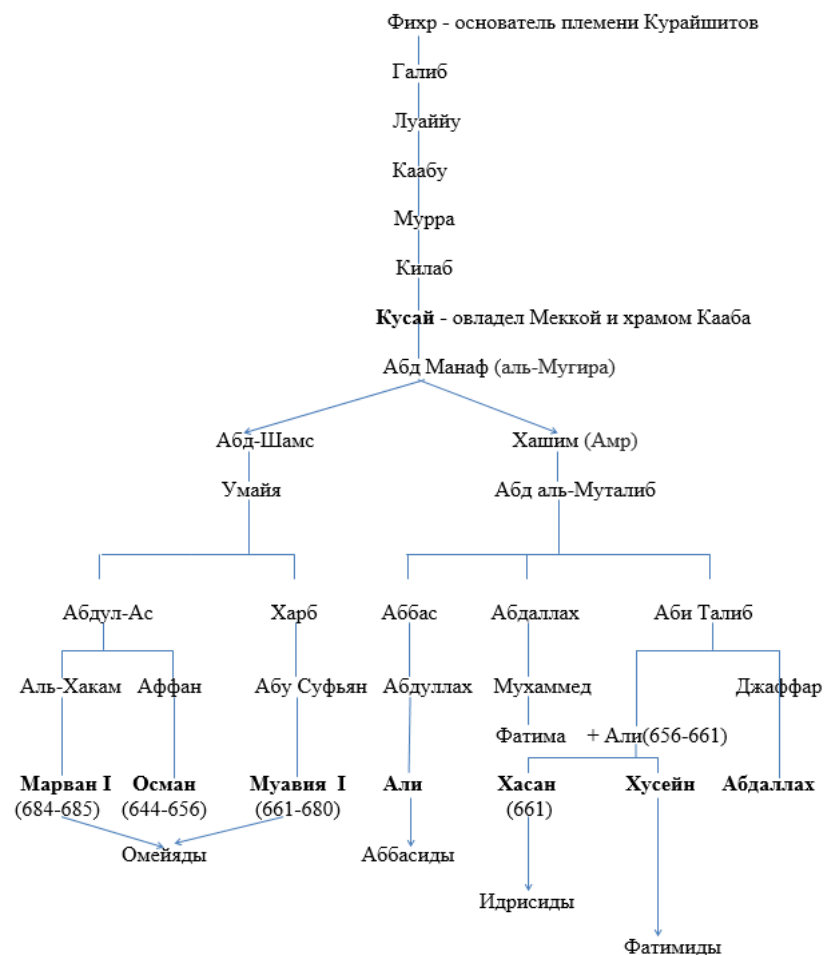 Фихр - основатель племени Курайшитов
Галиб
Луаййу
Каабу
Мурра
Килаб
Кусай - овладел Меккой и храмом Кааба
Абд Манаф (аль-Мугира)
Абд-Шамс Хашим (Амр)
Умайя Абд аль-Муталиб
Абдул-Ас Харб Аббас Абдаллах Аби Талиб
Аль-Хакам Аффан Абу Суфьян Абдуллах Мухаммед Джаффар
Фатима + Али(656-661)
Марван I Осман Муавия I Али Хасан Хусейн Абдаллах
(684-685) (644-656) (661-680) (661)
Омейяды Аббасиды
Идрисиды
Фатимиды